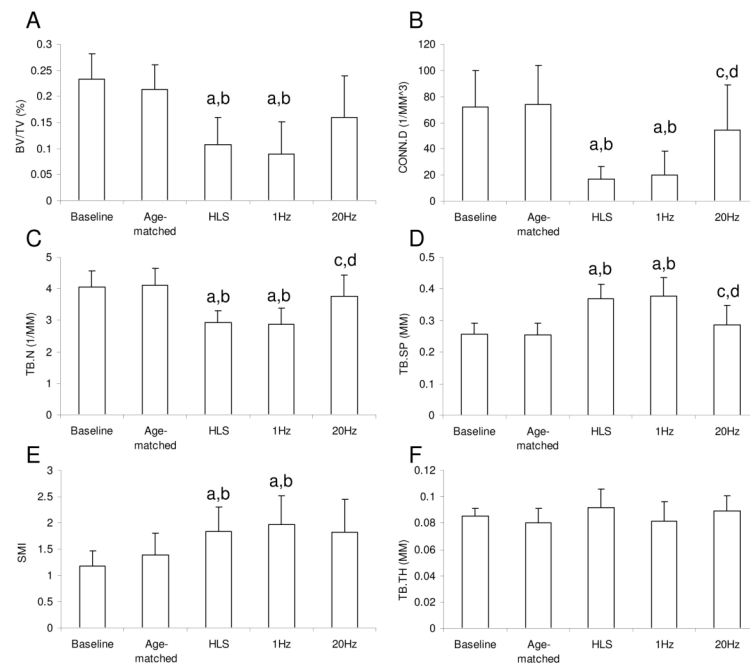 A
BV/TV (%)
0.3
0.25
0.2
0.15
0.1
0.05
0
a,b
a,b
Baseline
Age-
matched
HLS
1Hz
20Hz
B
CONN.D (1/MM^3)
120
100
80
60
40
20
0
a,b
a,b
c,d
Baseline
Age-
matched
HLS
1Hz
20Hz
C
TB.N (1/MM)
5
4
3
2
1
0
a,b
a,b
c,d
Baseline
Age-
matched
HLS
1Hz
20Hz
D
TB.SP (MM)
0.5
0.4
0.3
0.2
0.1
0
a,b
a,b
c,d
Baseline
Age-
matched
HLS
1Hz
20Hz
E
SMI
3
2.5
2
1.5
1
0.5
0
a,b
a,b
Baseline
Age-
matched
HLS
1Hz
20Hz
F
TB.TH (MM)
0.12
0.1
0.08
0.06
0.04
0.02
0
Baseline
Age-
matched
HLS
1Hz
20Hz